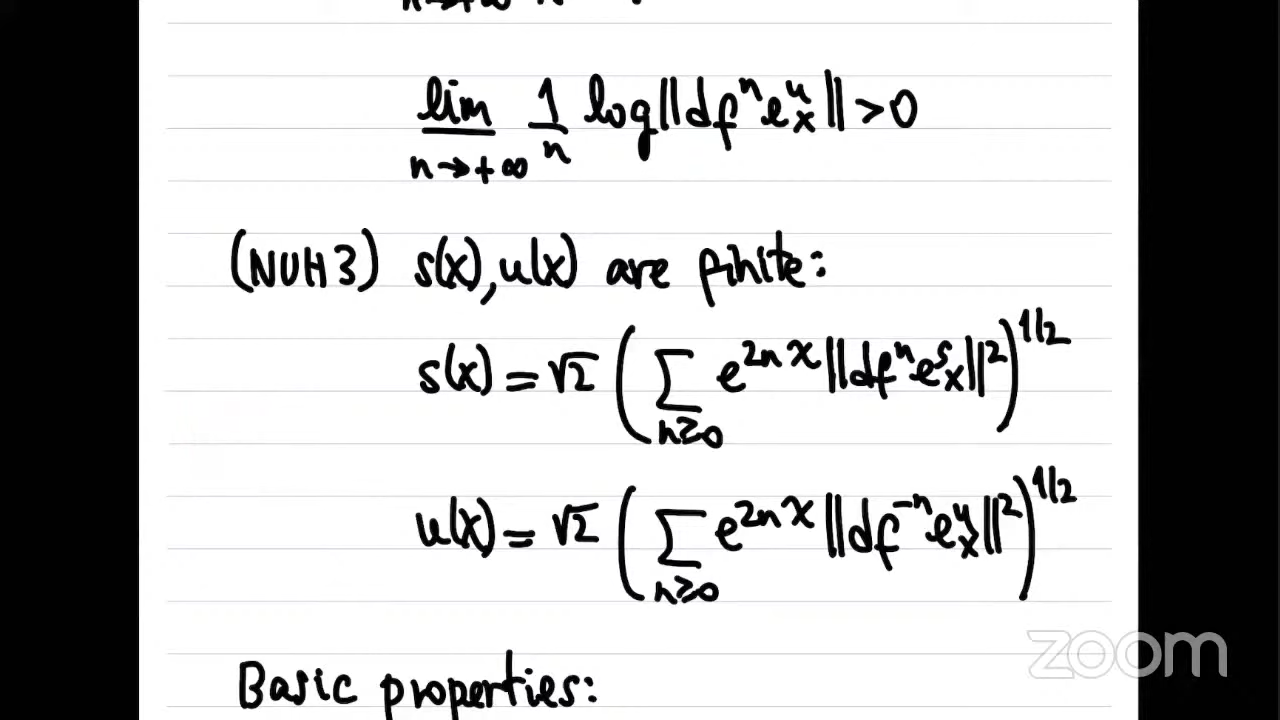 n→+∞ n
lim 1/n log||df^n e^u_x|| > 0
n→+∞
(NUH3) s(x), u(x) are finite:
s(x) = √2 ( ∑_{n≥0} e^{2nχ} ||df^n e^s_x||^2 )^{1/2}
u(x) = √2 ( ∑_{n≥0} e^{2nχ} ||df^{-n} e^u_x||^2 )^{1/2}
zoom
Basic properties: